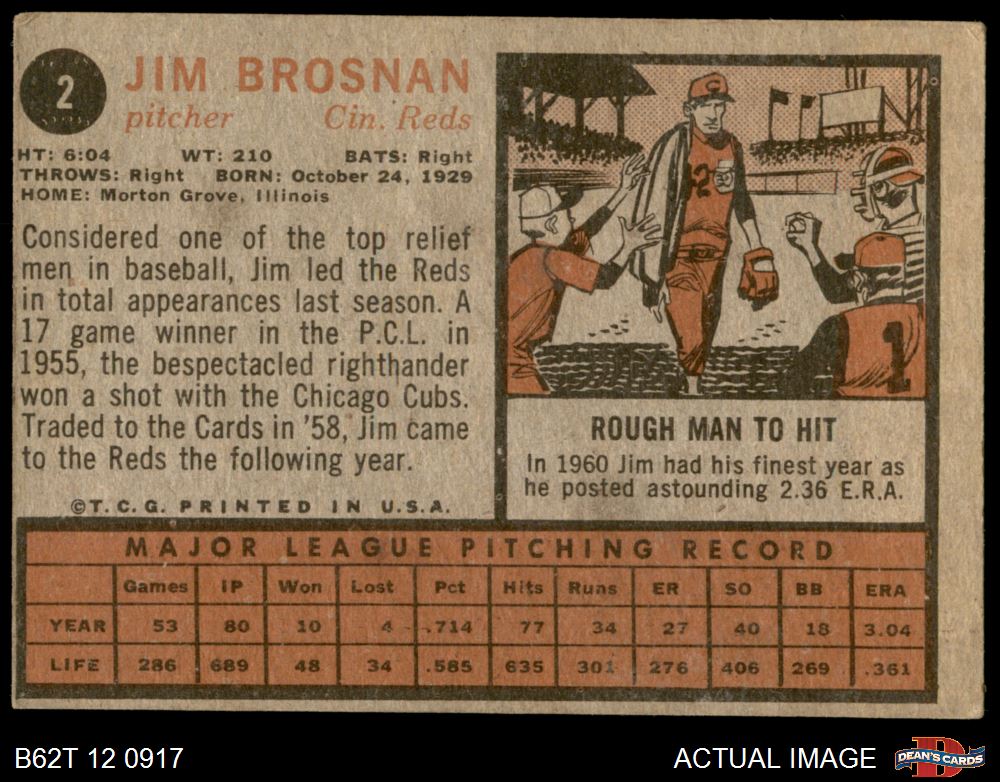 2
JIM BROSNAN
pitcher Cin. Reds
HT: 6:04 WT: 210 BATS: Right
THROWS: Right BORN: October 24, 1929
HOME: Morton Grove, Illinois
Considered one of the top relief
men in baseball, Jim led the Reds
in total appearances last season. A
17 game winner in the P.C.L. in
1955, the bespectacled righthander
won a shot with the Chicago Cubs.
Traded to the Cards in '58, Jim came
to the Reds the following year.
©T.C.G. PRINTED IN U.S.A.
C
42
1
ROUGH MAN TO HIT
In 1960 Jim had his finest year as
he posted astounding 2.36 E.R.A.
MAJOR LEAGUE PITCHING RECORD
Games IP Won Lost Pct Hits Runs ER SO BB ERA
YEAR 53 80 10 4 .714 77 34 27 40 18 3.04
LIFE 286 689 48 34 .585 635 301 276 406 269 .361
B62T 12 0917
ACTUAL IMAGE
D
DEAN'S CARDS